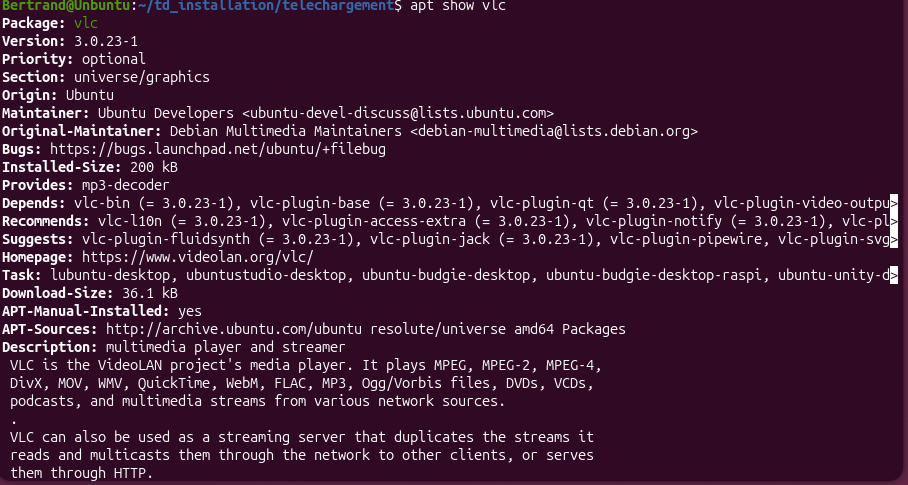 Bertrand@Unbuntu:~/td_installation/telechargement$ apt show vlc
Package: vlc
Version: 3.0.23-1
Priority: optional
Section: universe/graphics
Origin: Ubuntu
Maintainer: Ubuntu Developers <ubuntu-devel-discuss@lists.ubuntu.com>
Original-Maintainer: Debian Multimedia Maintainers <debian-multimedia@lists.debian.org>
Bugs: https://bugs.launchpad.net/ubuntu/+filebug
Installed-Size: 200 kB
Provides: mp3-decoder
Depends: vlc-bin (= 3.0.23-1), vlc-plugin-base (= 3.0.23-1), vlc-plugin-qt (= 3.0.23-1), vlc-plugin-video-outpu>
Recommends: vlc-l10n (= 3.0.23-1), vlc-plugin-access-extra (= 3.0.23-1), vlc-plugin-notify (= 3.0.23-1), vlc-pl>
Suggests: vlc-plugin-fluidsynth (= 3.0.23-1), vlc-plugin-jack (= 3.0.23-1), vlc-plugin-pipewire, vlc-plugin-svg>
Homepage: https://www.videolan.org/vlc/
Task: lubuntu-desktop, ubuntustudio-desktop, ubuntu-budgie-desktop, ubuntu-budgie-desktop-raspi, ubuntu-unity-d>
Download-Size: 36.1 kB
APT-Manual-Installed: yes
APT-Sources: http://archive.ubuntu.com/ubuntu resolute/universe amd64 Packages
Description: multimedia player and streamer
 VLC is the VideoLAN project's media player. It plays MPEG, MPEG-2, MPEG-4,
 DivX, MOV, WMV, QuickTime, WebM, FLAC, MP3, Ogg/Vorbis files, DVDs, VCDs,
 podcasts, and multimedia streams from various network sources.
 .
 VLC can also be used as a streaming server that duplicates the streams it
 reads and multicasts them through the network to other clients, or serves
 them through HTTP.